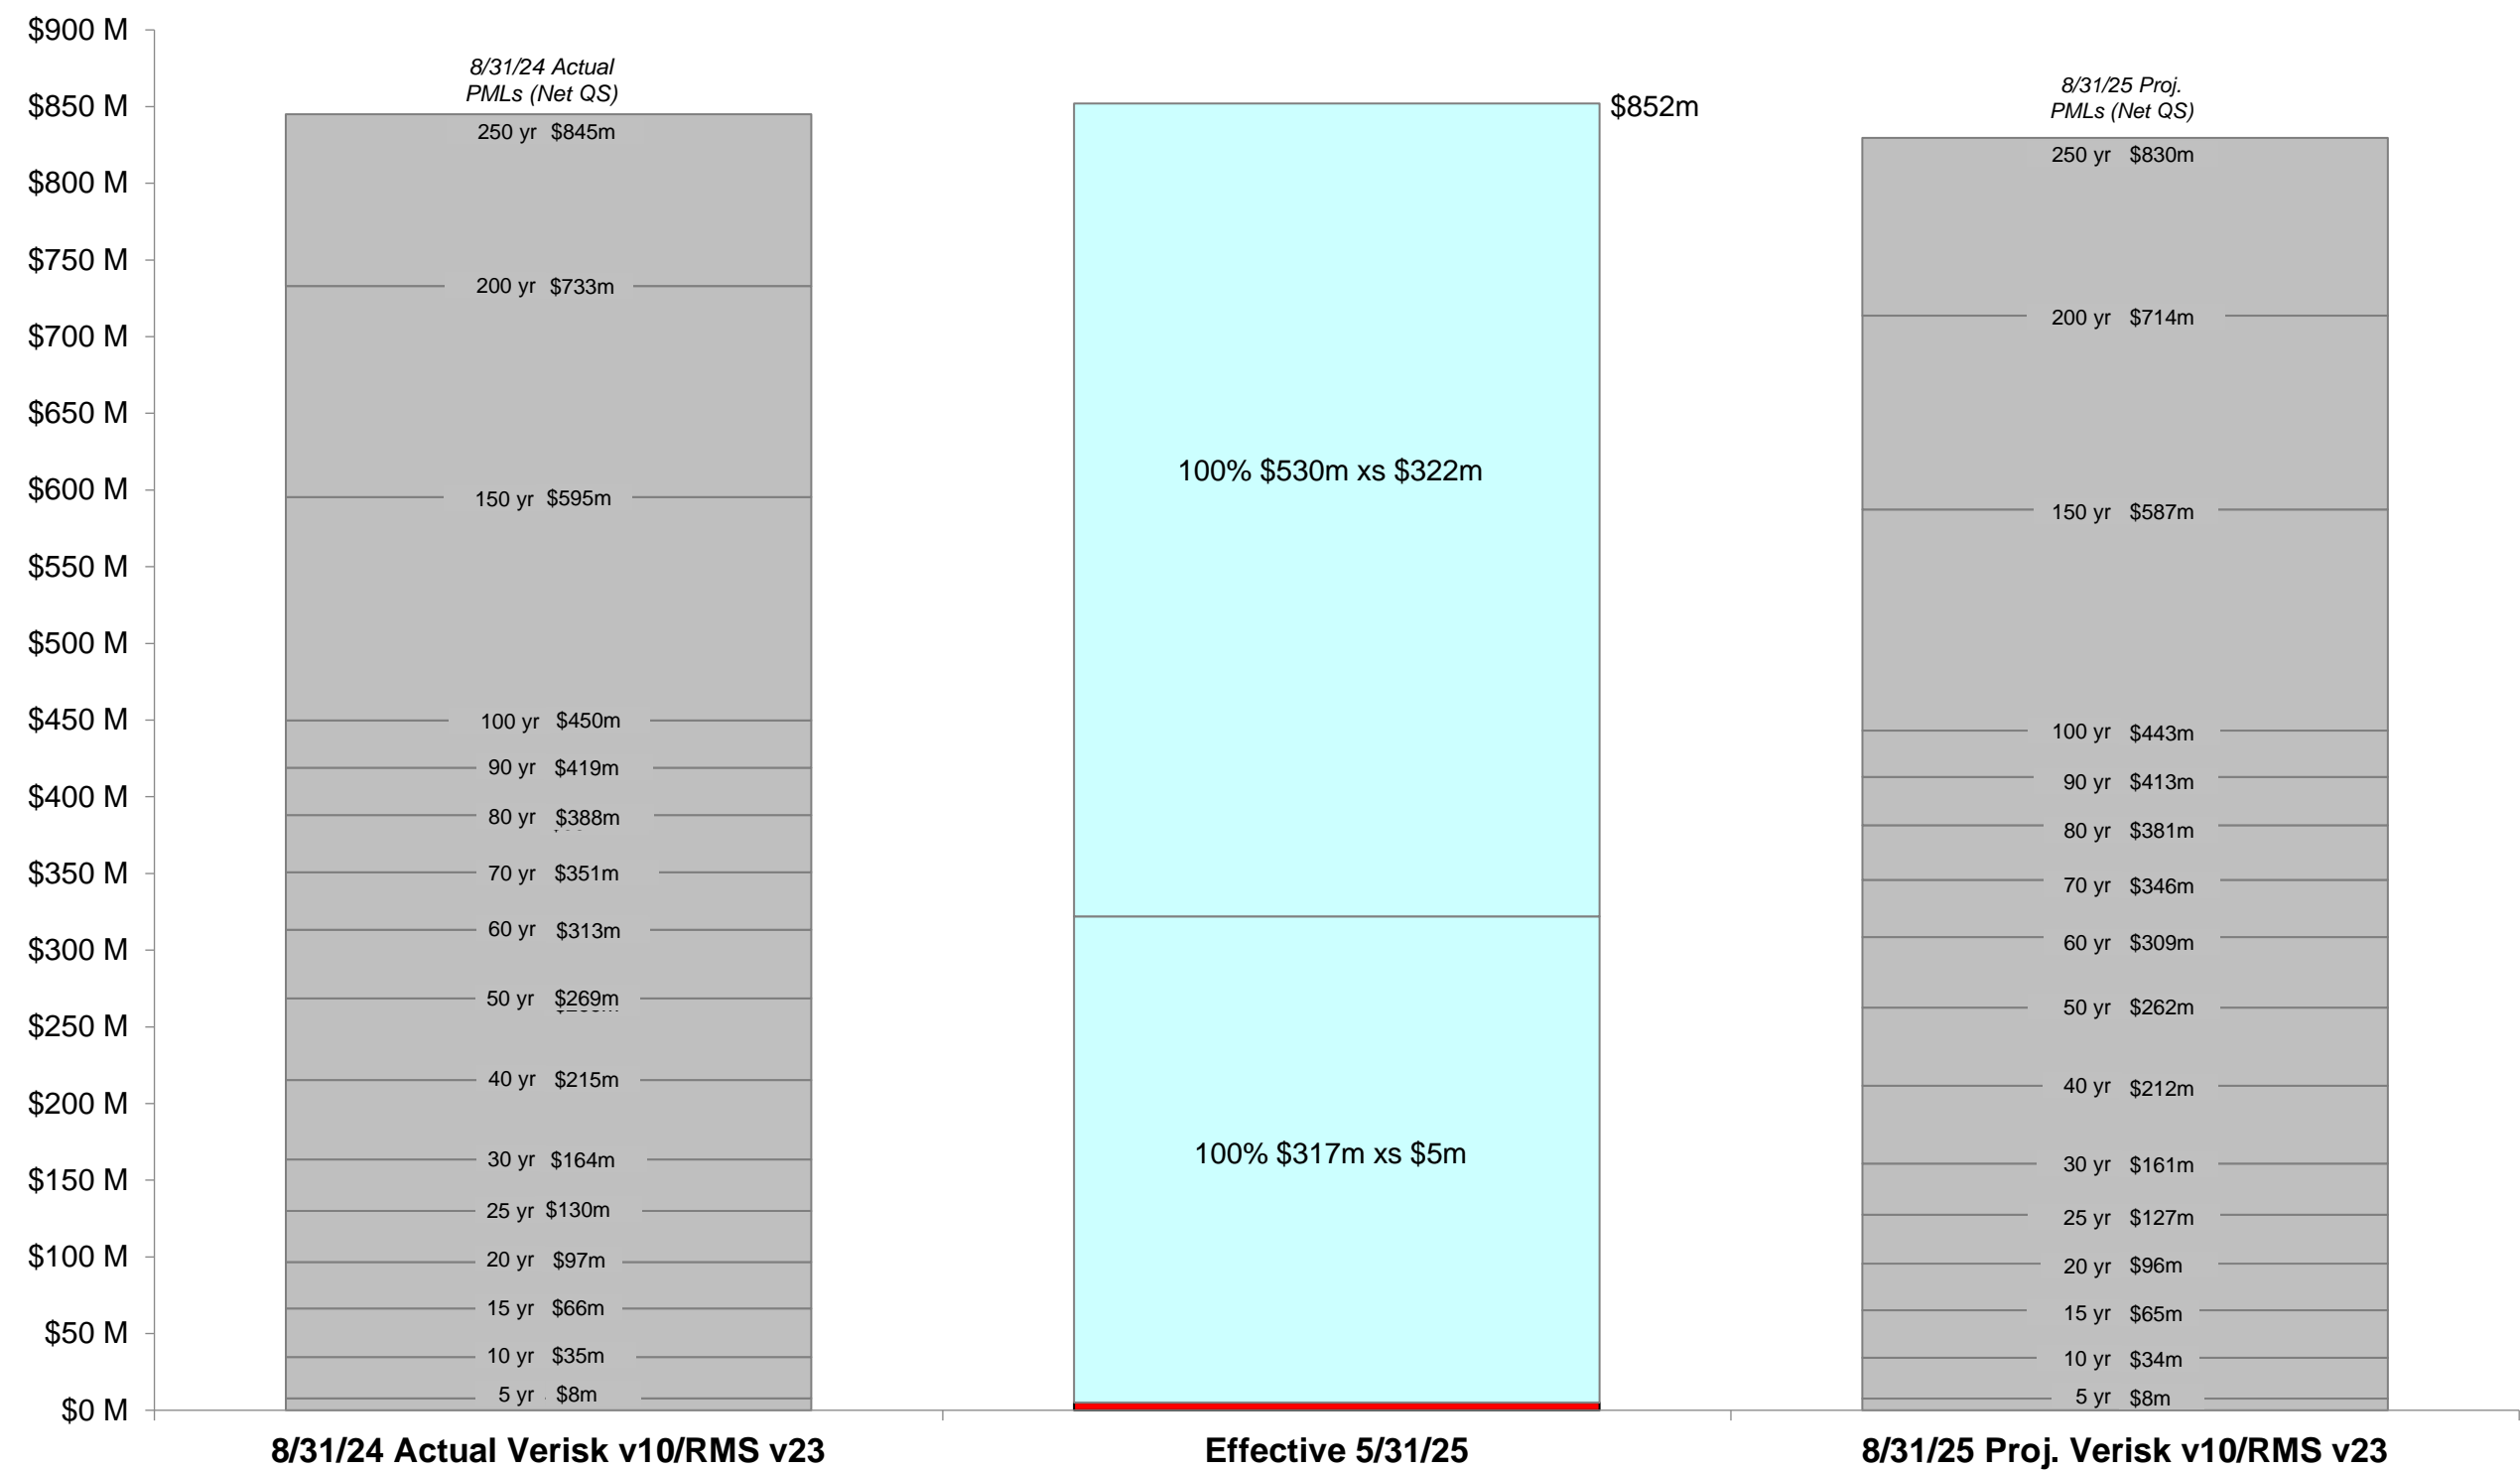 $900 M
$850 M
$800 M
$750 M
$700 M
$650 M
$600 M
$550 M
$500 M
$450 M
$400 M
$350 M
$300 M
$250 M
$200 M
$150 M
$100 M
$50 M
$0 M
8/31/24 Actual
PMLs (Net QS)
250 yr $845m
200 yr $733m
150 yr $595m
100 yr $450m
90 yr $419m
80 yr $388m
70 yr $351m
60 yr $313m
50 yr $269m
40 yr $215m
30 yr $164m
25 yr $130m
20 yr $97m
15 yr $66m
10 yr $35m
5 yr $8m
$852m
100% $530m xs $322m
100% $317m xs $5m
8/31/25 Proj.
PMLs (Net QS)
250 yr $830m
200 yr $714m
150 yr $587m
100 yr $443m
90 yr $413m
80 yr $381m
70 yr $346m
60 yr $309m
50 yr $262m
40 yr $212m
30 yr $161m
25 yr $127m
20 yr $96m
15 yr $65m
10 yr $34m
5 yr $8m
8/31/24 Actual Verisk v10/RMS v23
Effective 5/31/25
8/31/25 Proj. Verisk v10/RMS v23